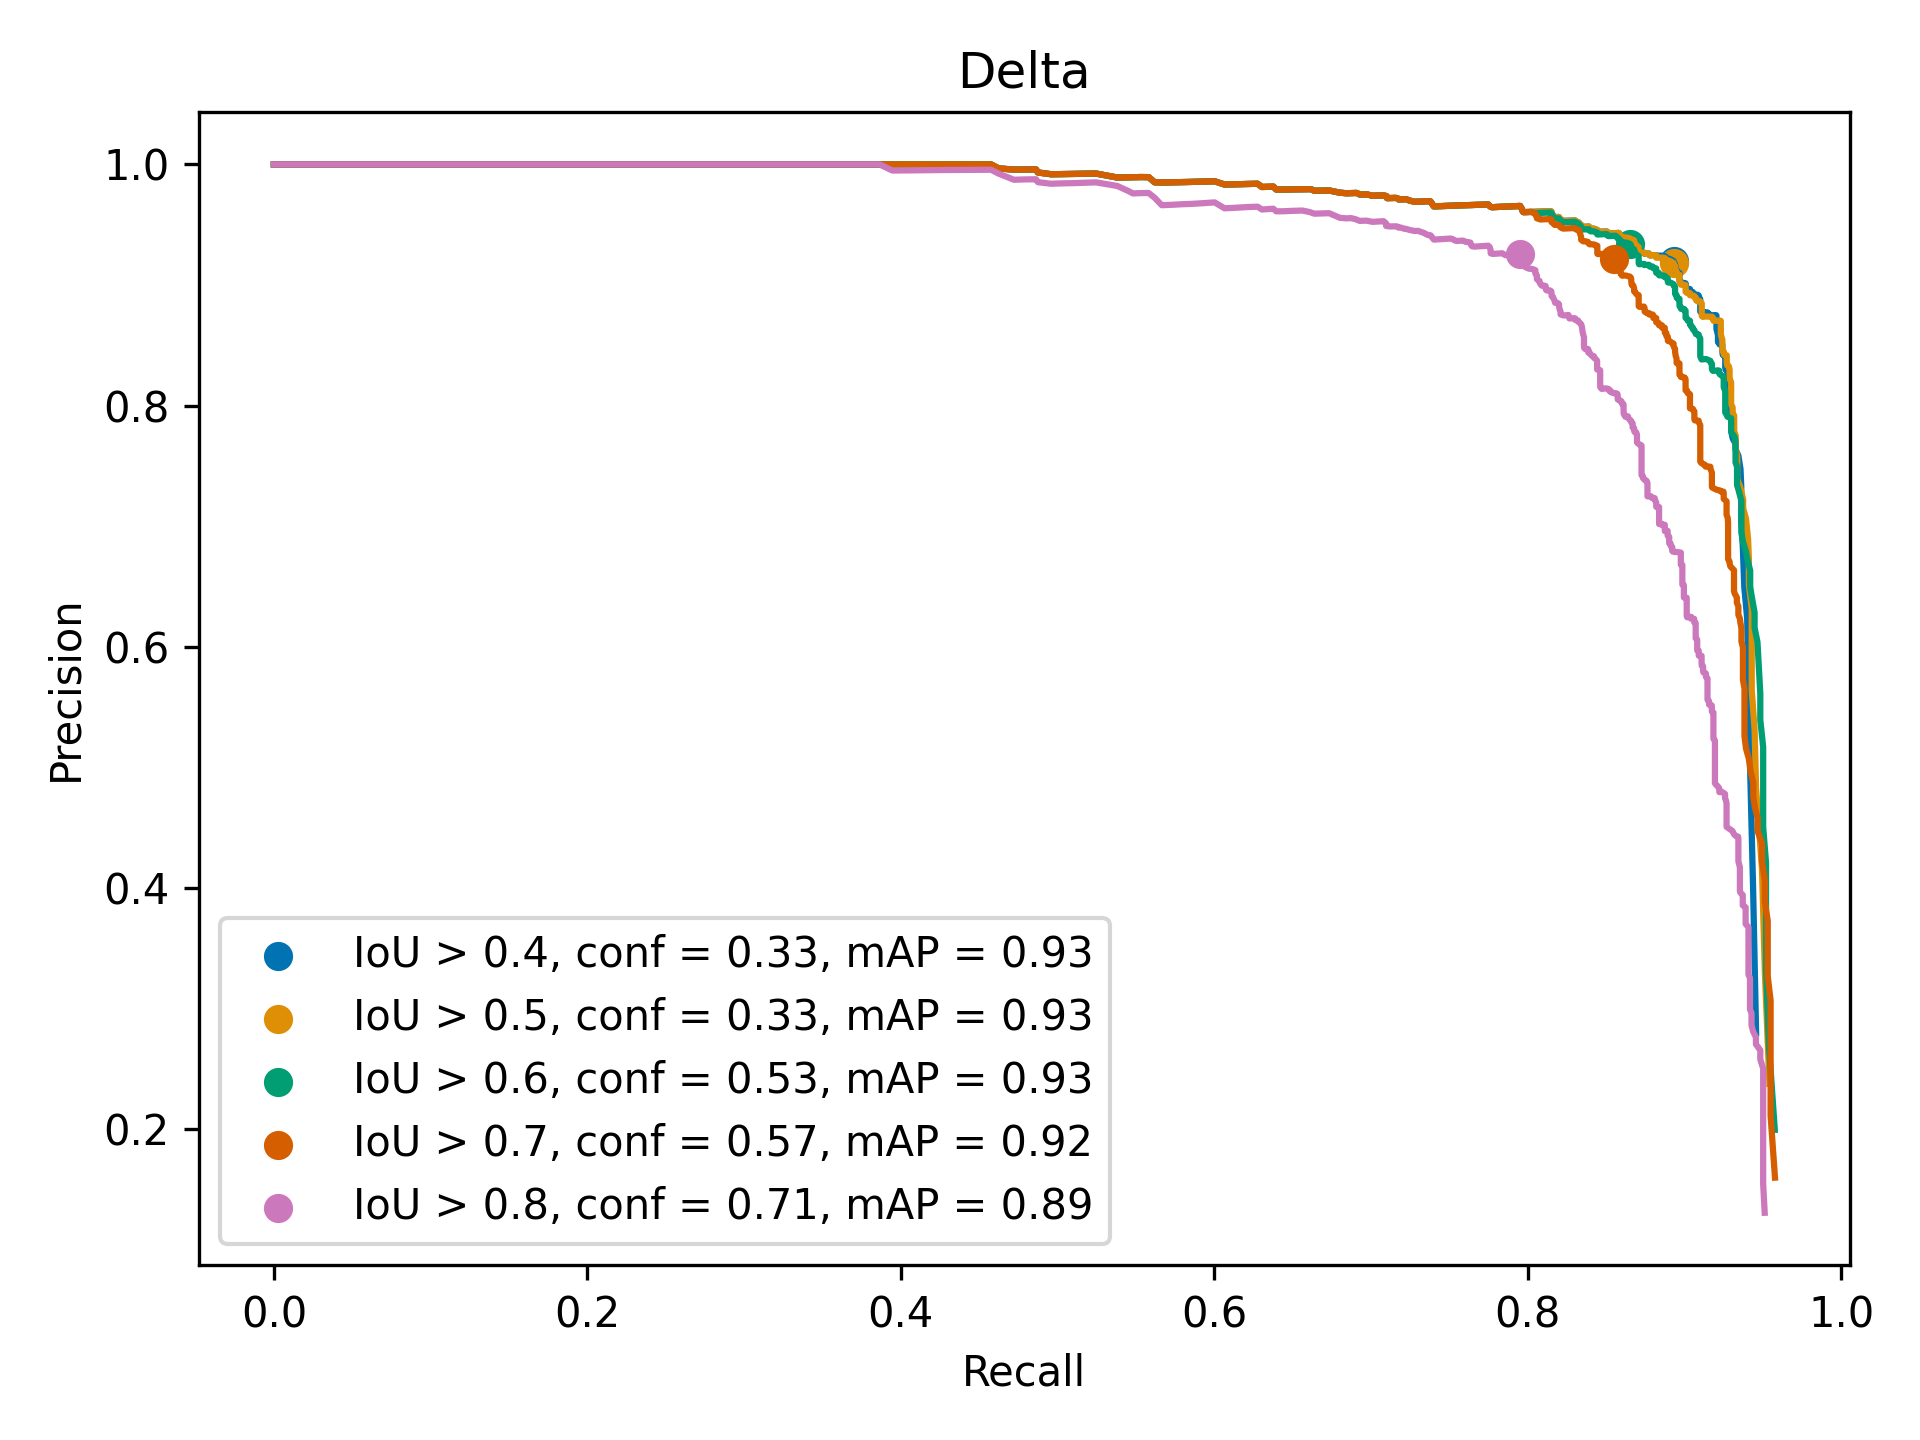 Delta
1.0
0.8
0.6
0.4
0.2
Precision
IoU > 0.4, conf = 0.33, mAP = 0.93
IoU > 0.5, conf = 0.33, mAP = 0.93
IoU > 0.6, conf = 0.53, mAP = 0.93
IoU > 0.7, conf = 0.57, mAP = 0.92
IoU > 0.8, conf = 0.71, mAP = 0.89
0.0 0.2 0.4 0.6 0.8 1.0
Recall